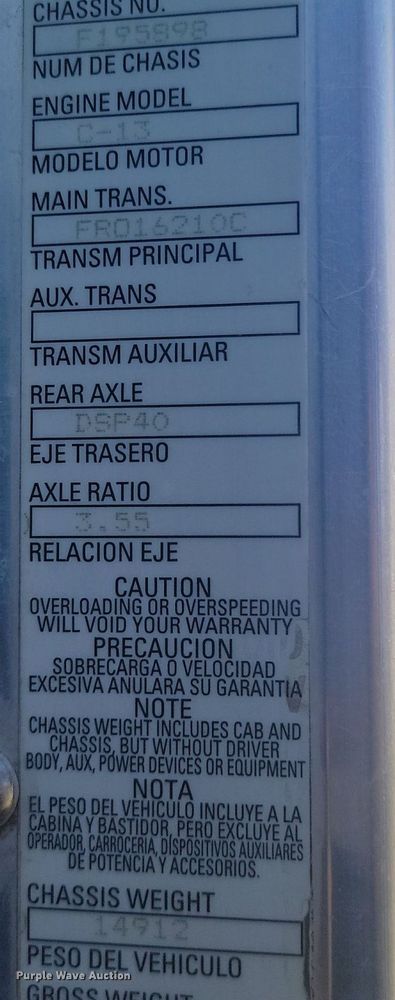 CHASSIS NO.
F195898
NUM DE CHASIS
ENGINE MODEL
C-13
MODELO MOTOR
MAIN TRANS.
FRO16210C
TRANSM PRINCIPAL
AUX. TRANS
TRANSM AUXILIAR
REAR AXLE
DSP40
EJE TRASERO
AXLE RATIO
3.55
RELACION EJE
CAUTION
OVERLOADING OR OVERSPEEDING
WILL VOID YOUR WARRANTY
PRECAUCION
SOBRECARGA O VELOCIDAD
EXCESIVA ANULARA SU GARANTIA
NOTE
CHASSIS WEIGHT INCLUDES CAB AND
CHASSIS, BUT WITHOUT DRIVER
BODY, AUX, POWER DEVICES OR EQUIPMENT
NOTA
EL PESO DEL VEHICULO INCLUYE A LA
CABINA Y BASTIDOR, PERO EXCLUYE AL
OPERADOR, CARROCERIA, DISPOSITIVOS AUXILIARES
DE POTENCIA Y ACCESORIOS.
CHASSIS WEIGHT
14912
PESO DEL VEHICULO
GROSS WEIGHT
Purple Wave Auction